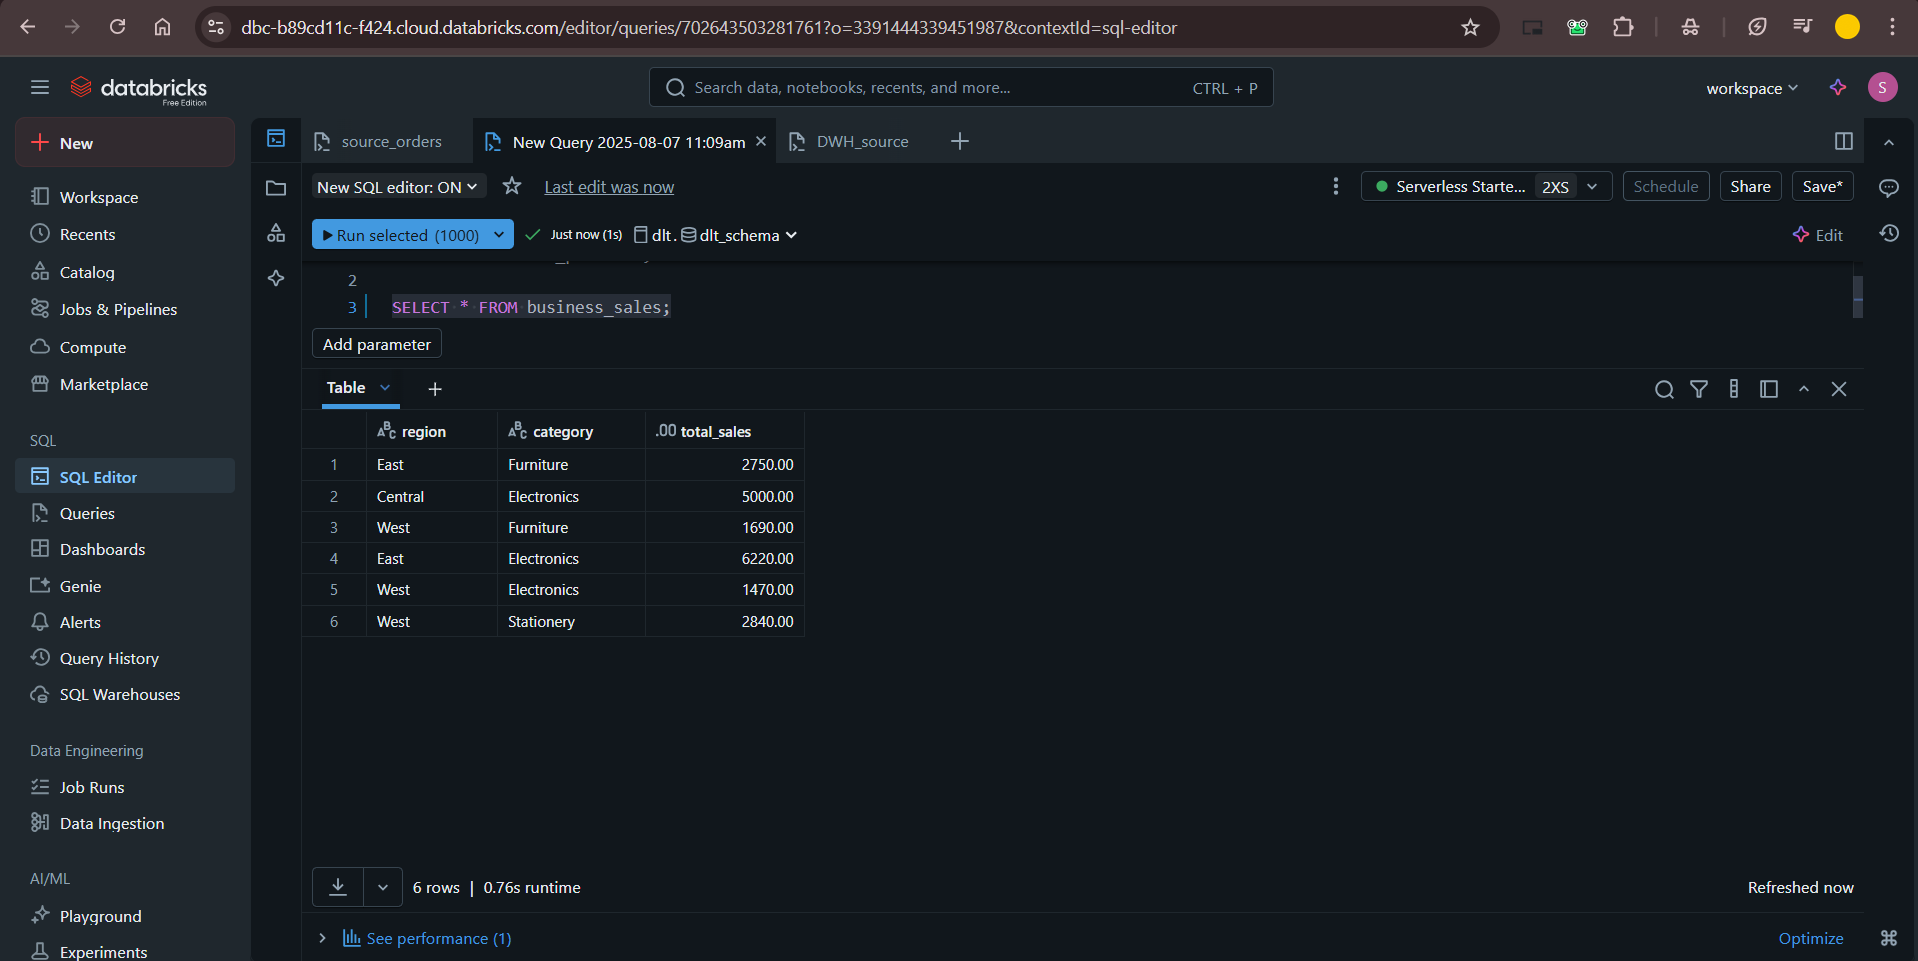 dbc-b89cd11c-f424.cloud.databricks.com/editor/queries/702643503281761?o=3391444339451987&contextId=sql-editor
databricks
Free Edition
Search data, notebooks, recents, and more...
CTRL + P
workspace
S
New
Workspace
Recents
Catalog
Jobs & Pipelines
Compute
Marketplace
SQL
SQL Editor
Queries
Dashboards
Genie
Alerts
Query History
SQL Warehouses
Data Engineering
Job Runs
Data Ingestion
AI/ML
Playground
Experiments
source_orders
New Query 2025-08-07 11:09am
DWH_source
New SQL editor: ON
Last edit was now
Serverless Starte... 2XS
Schedule
Share
Save*
Run selected (1000)
Just now (1s)
dlt. dlt_schema
Edit
2
3 SELECT * FROM business_sales;
Add parameter
Table
region category .00 total_sales
1 East Furniture 2750.00
2 Central Electronics 5000.00
3 West Furniture 1690.00
4 East Electronics 6220.00
5 West Electronics 1470.00
6 West Stationery 2840.00
6 rows | 0.76s runtime
Refreshed now
See performance (1)
Optimize